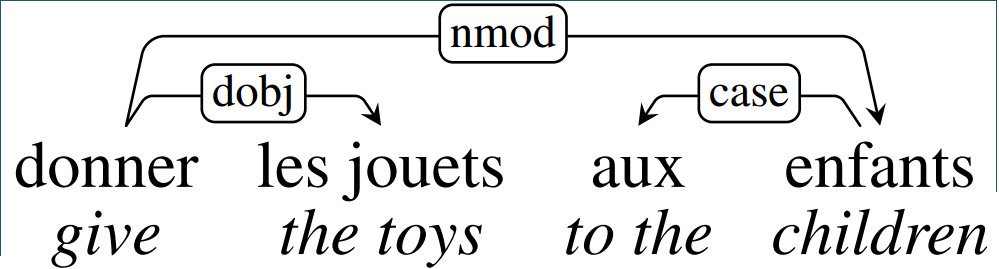 nmod
dobj case
donner les jouets aux enfants
give the toys to the children